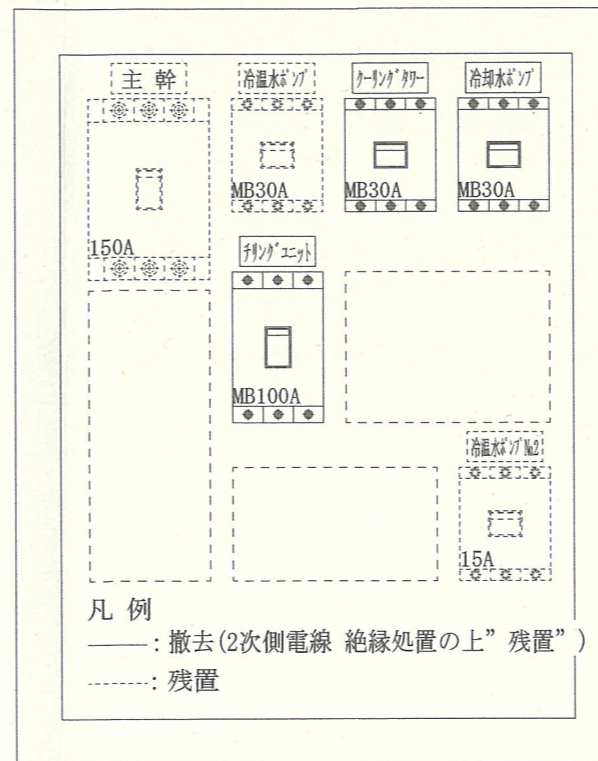 主 幹
冷温水ポンプ
クーリングタワー
冷却水ポンプ
MB30A
MB30A
MB30A
150A
チリングユニット
MB100A
冷温水ポンプNo.2
15A
凡 例
———: 撤去(2次側電線 絶縁処置の上”残置”)
-------: 残置